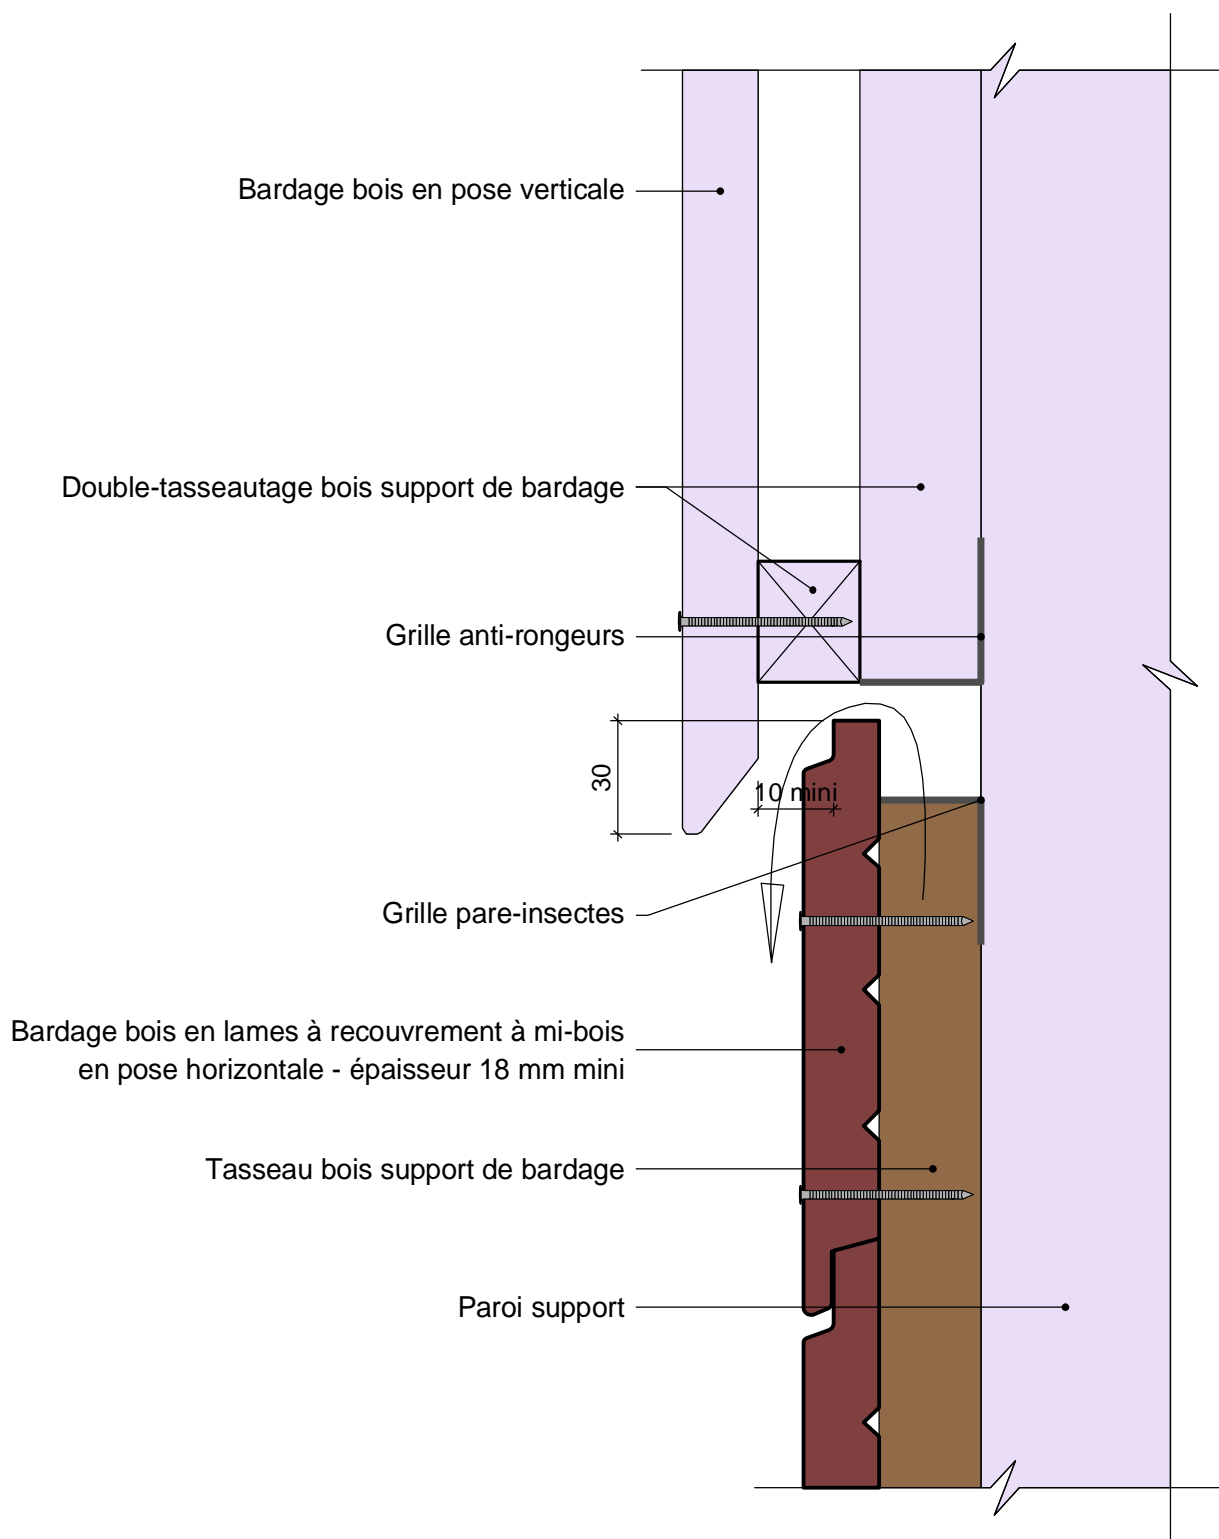 Bardage bois en pose verticale
Double-tasseautage bois support de bardage
Grille anti-rongeurs
30
10 mini
Grille pare-insectes
Bardage bois en lames à recouvrement à mi-bois
en pose horizontale - épaisseur 18 mm mini
Tasseau bois support de bardage
Paroi support